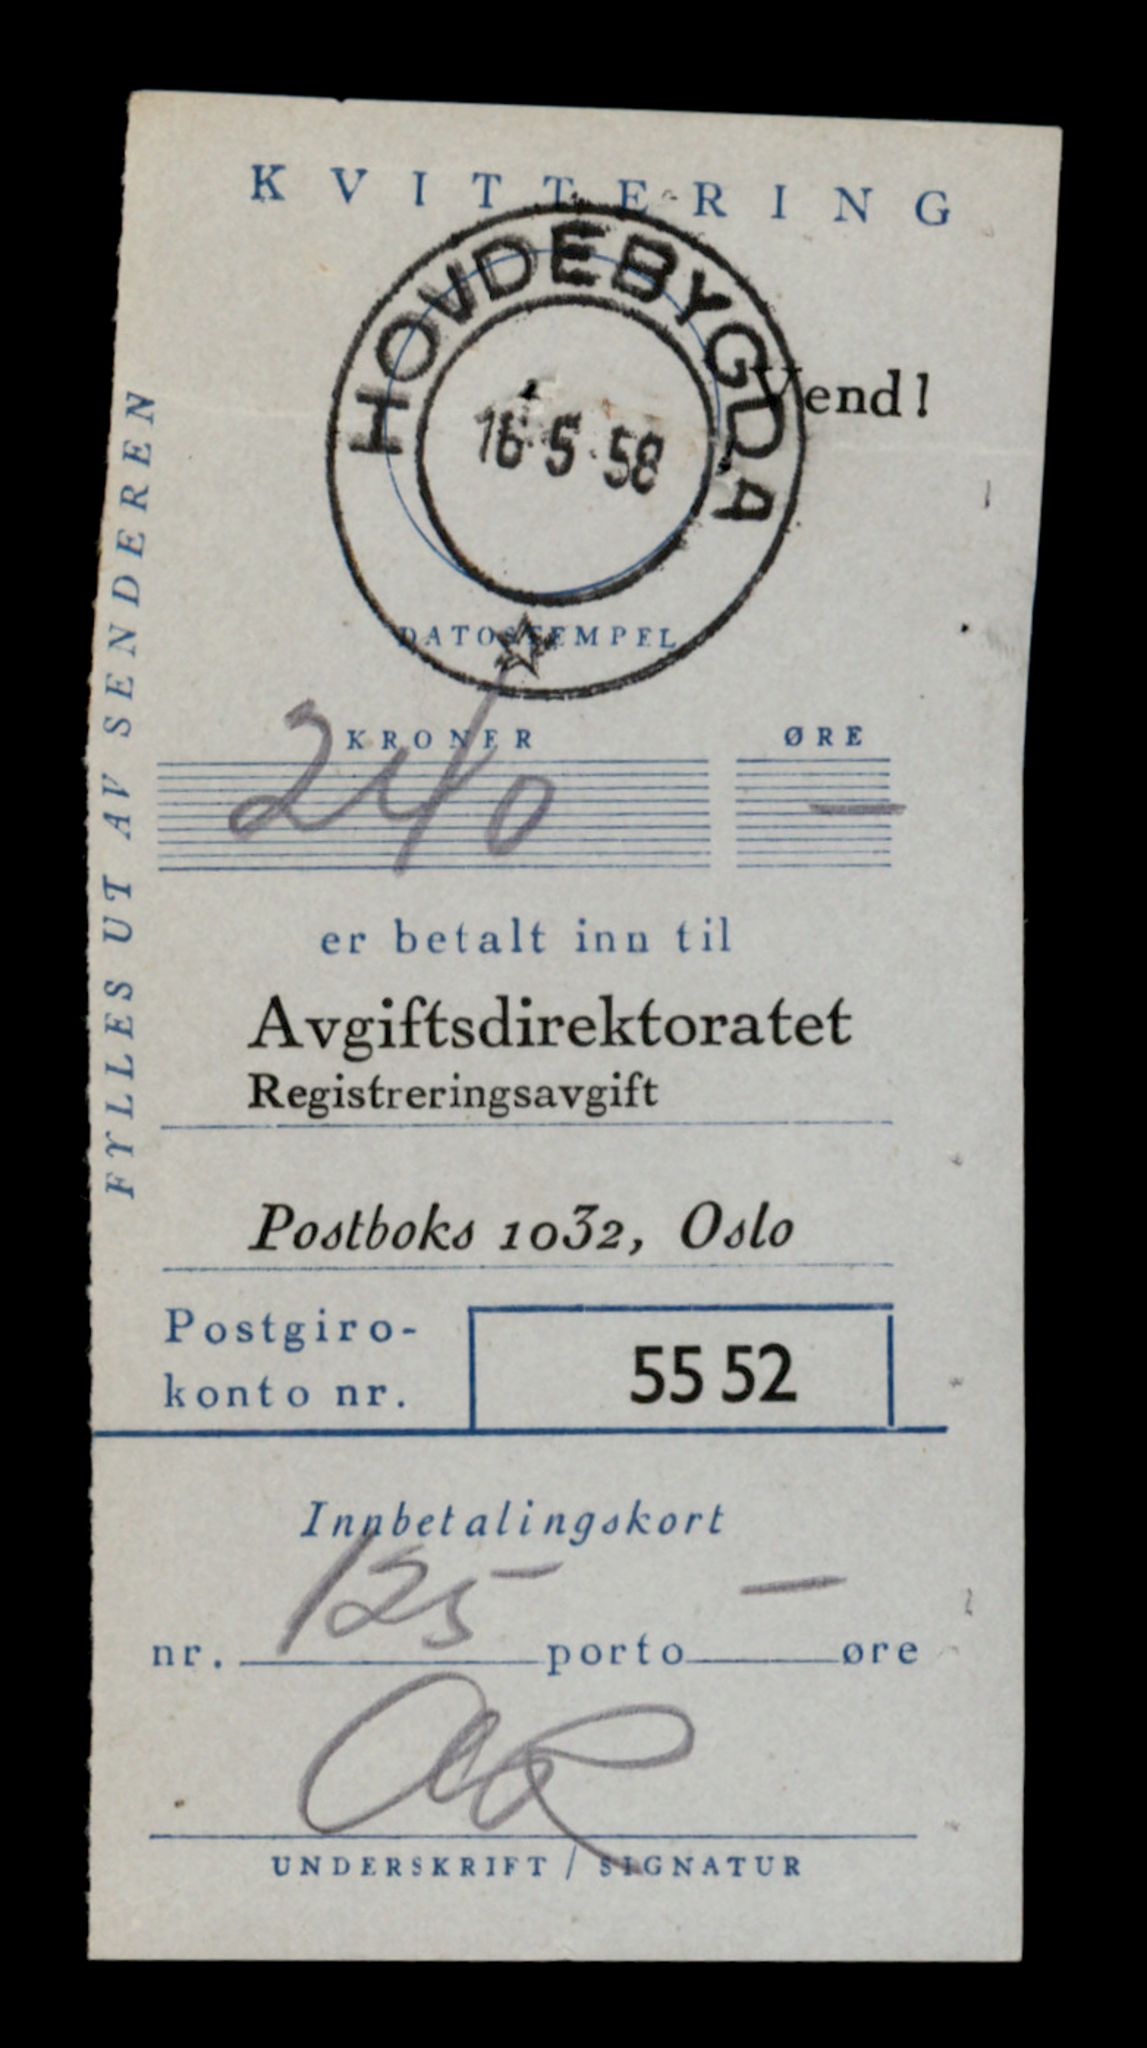 KVITTERING
HOVDEBYGDA
Vend!
16·5·58
DATOSTEMPEL
FYLLES UT AV SENDEREN
KRONER ØRE
240 —
er betalt inn til
Avgiftsdirektoratet
Registreringsavgift
Postboks 1032, Oslo
Postgiro-
konto nr. 55 52
Innbetalingskort
nr. 125 — porto — øre
UNDERSKRIFT / SIGNATUR